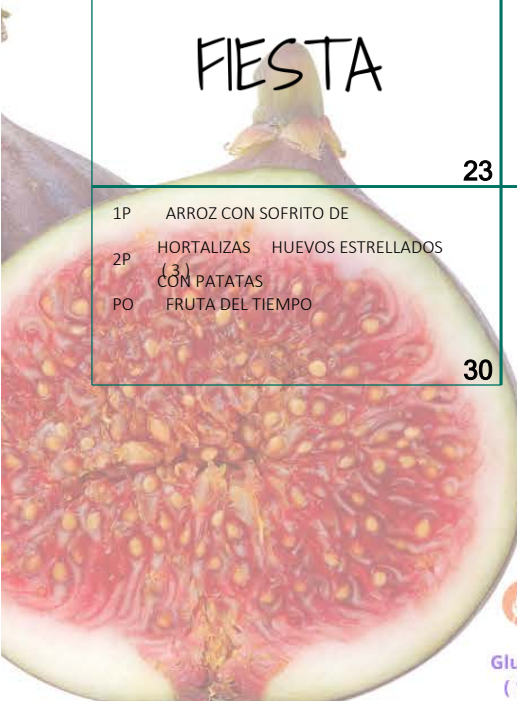 FIESTA
23
1P ARROZ CON SOFRITO DE
2P HORTALIZAS HUEVOS ESTRELLADOS
( 3 )
CON PATATAS
PO FRUTA DEL TIEMPO
30